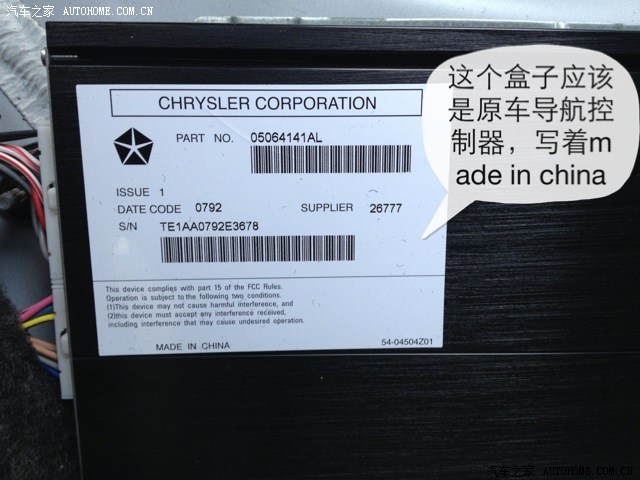 汽车之家 AUTOHOME.COM.CN
CHRYSLER CORPORATION
PART NO. 05064141AL
ISSUE 1
DATE CODE 0792 SUPPLIER 26777
S/N TE1AA0792E3678
This device complies with part 15 of the FCC Rules.
Operation is subject to the following two conditions.
(1)This device may not cause harmful interference, and
(2)this device must accept any interference received,
including interference that may cause undesired operation.
MADE IN CHINA 54-04504Z01
这个盒子应该
是原车导航控
制器，写着m
ade in china
汽车之家 AUTOHOME.COM.CN